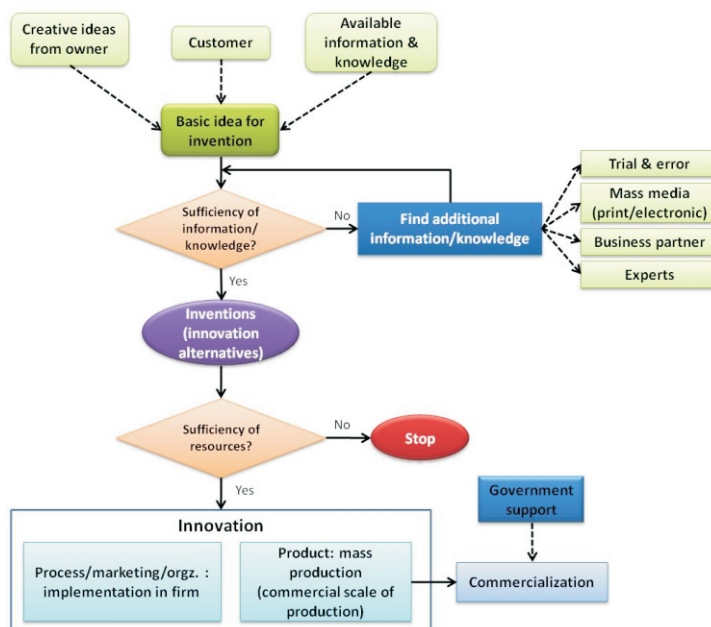 Creative ideas
from owner
Customer
Available
information &
knowledge
Basic idea for
invention
Sufficiency of
information/
knowledge?
No
Find additional
information/knowledge
Trial & error
Mass media
(print/electronic)
Business partner
Experts
Yes
Inventions
(innovation
alternatives)
Sufficiency of
resources?
No
Stop
Yes
Government
support
Innovation
Process/marketing/orgz. :
implementation in firm
Product: mass
production
(commercial scale of
production)
Commercialization